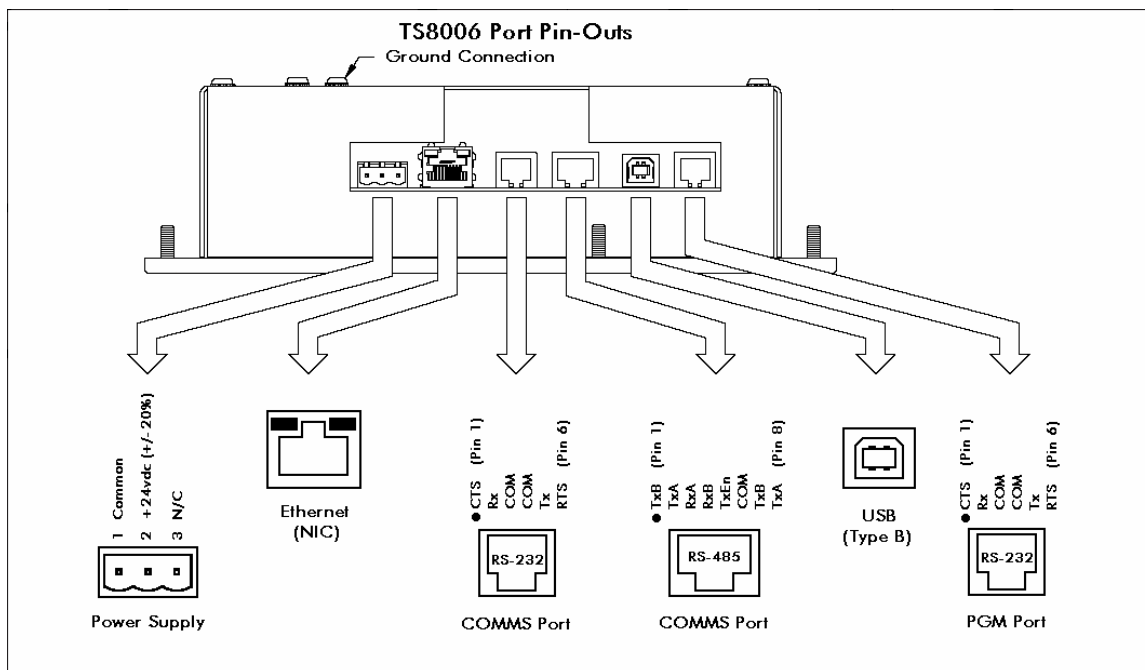 TS8006 Port Pin-Outs
Ground Connection
1 Common
2 +24vdc (+/-20%)
3 N/C
Power Supply
Ethernet
(NIC)
CTS (Pin 1)
Rx
COM
COM
Tx
RTS (Pin 6)
RS-232
COMMS Port
TxB (Pin 1)
TxA
RxA
RxB
TxEn
COM
TxB
TxA (Pin 8)
RS-485
COMMS Port
USB
(Type B)
CTS (Pin 1)
Rx
COM
COM
Tx
RTS (Pin 6)
RS-232
PGM Port